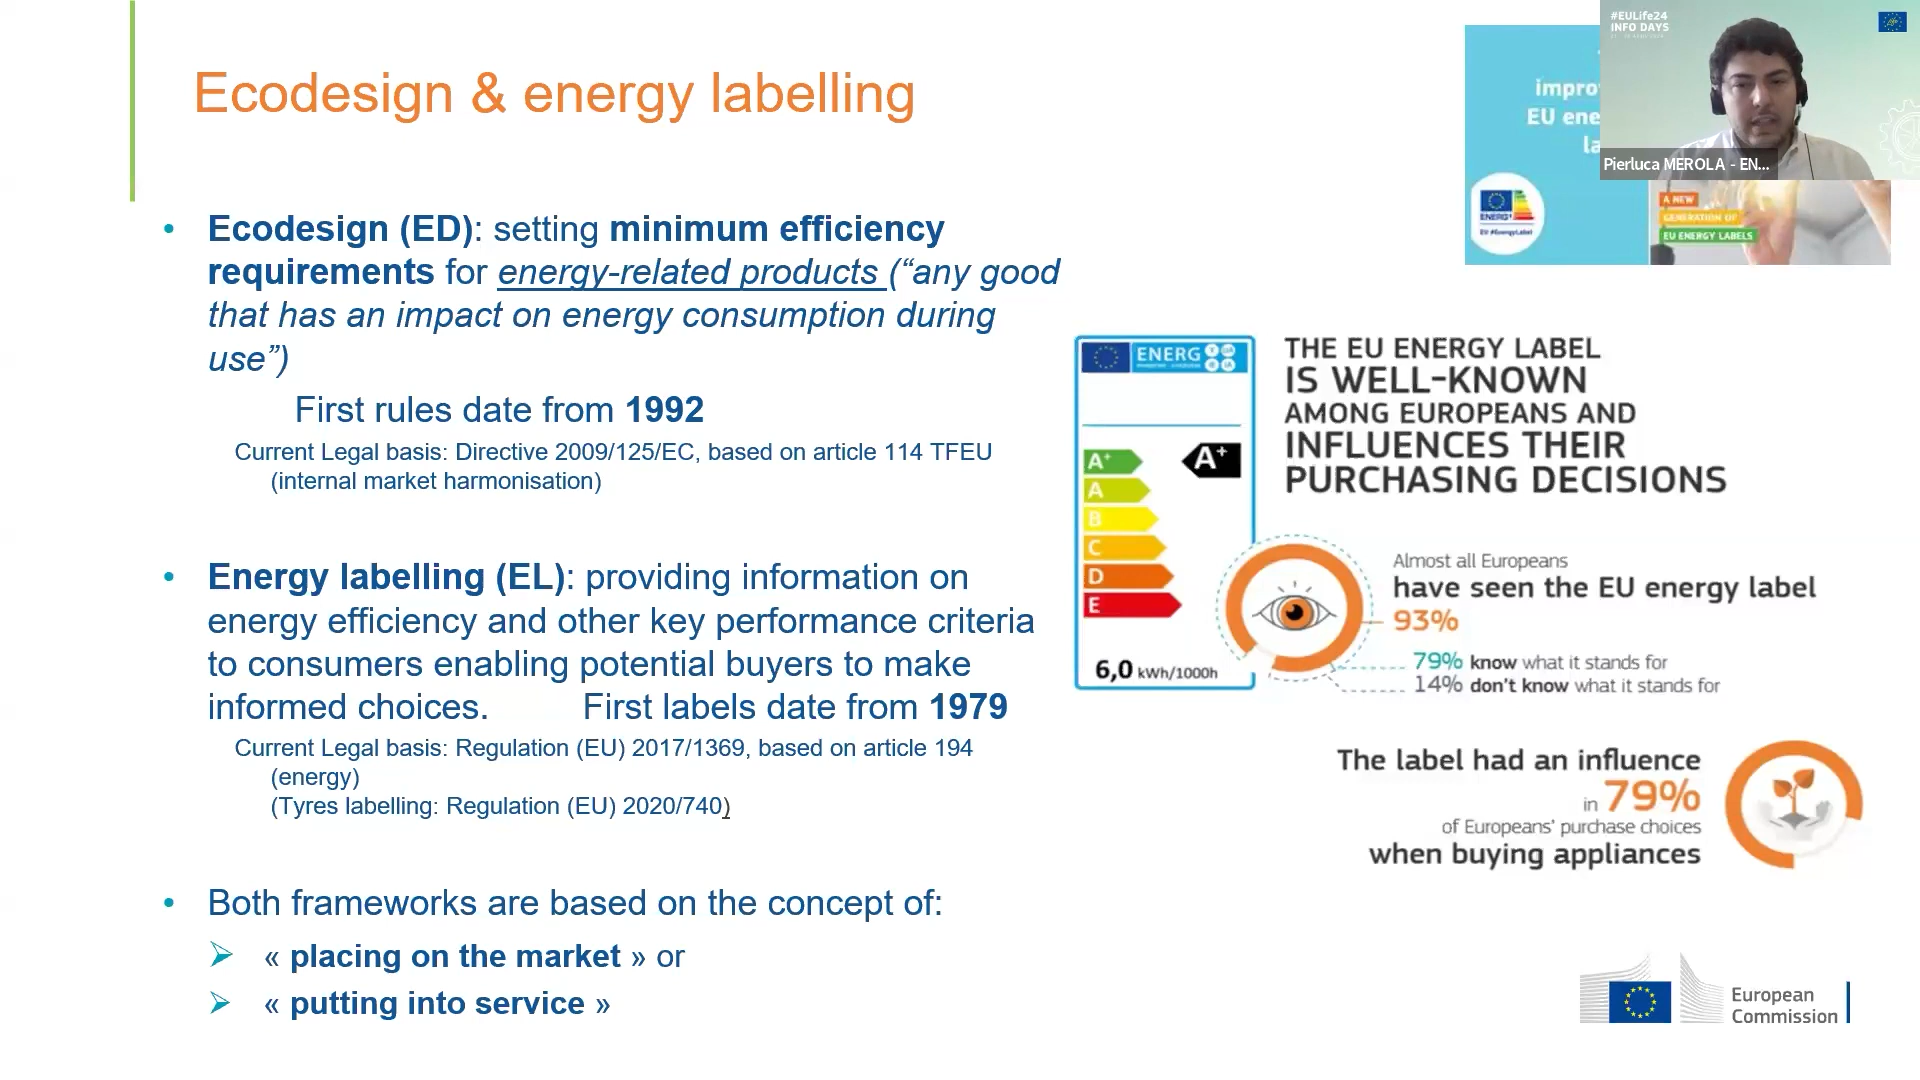 Ecodesign & energy labelling
• Ecodesign (ED): setting minimum efficiency
requirements for energy-related products (“any good
that has an impact on energy consumption during
use”)
First rules date from 1992
Current Legal basis: Directive 2009/125/EC, based on article 114 TFEU
(internal market harmonisation)
• Energy labelling (EL): providing information on
energy efficiency and other key performance criteria
to consumers enabling potential buyers to make
informed choices. First labels date from 1979
Current Legal basis: Regulation (EU) 2017/1369, based on article 194
(energy)
(Tyres labelling: Regulation (EU) 2020/740)
• Both frameworks are based on the concept of:
➢ « placing on the market » or
➢ « putting into service »
#EULife24
INFO DAYS
Pierluca MEROLA - EN...
impro
EU ene
la
ENERG
EU #EnergyLabel
A NEW
GENERATION OF
EU ENERGY LABELS
ENERG
A+
A+
A
B
C
D
E
6,0 kWh/1000h
THE EU ENERGY LABEL
IS WELL-KNOWN
AMONG EUROPEANS AND
INFLUENCES THEIR
PURCHASING DECISIONS
Almost all Europeans
have seen the EU energy label
93%
79% know what it stands for
14% don't know what it stands for
The label had an influence
in 79%
of Europeans' purchase choices
when buying appliances
European
Commission